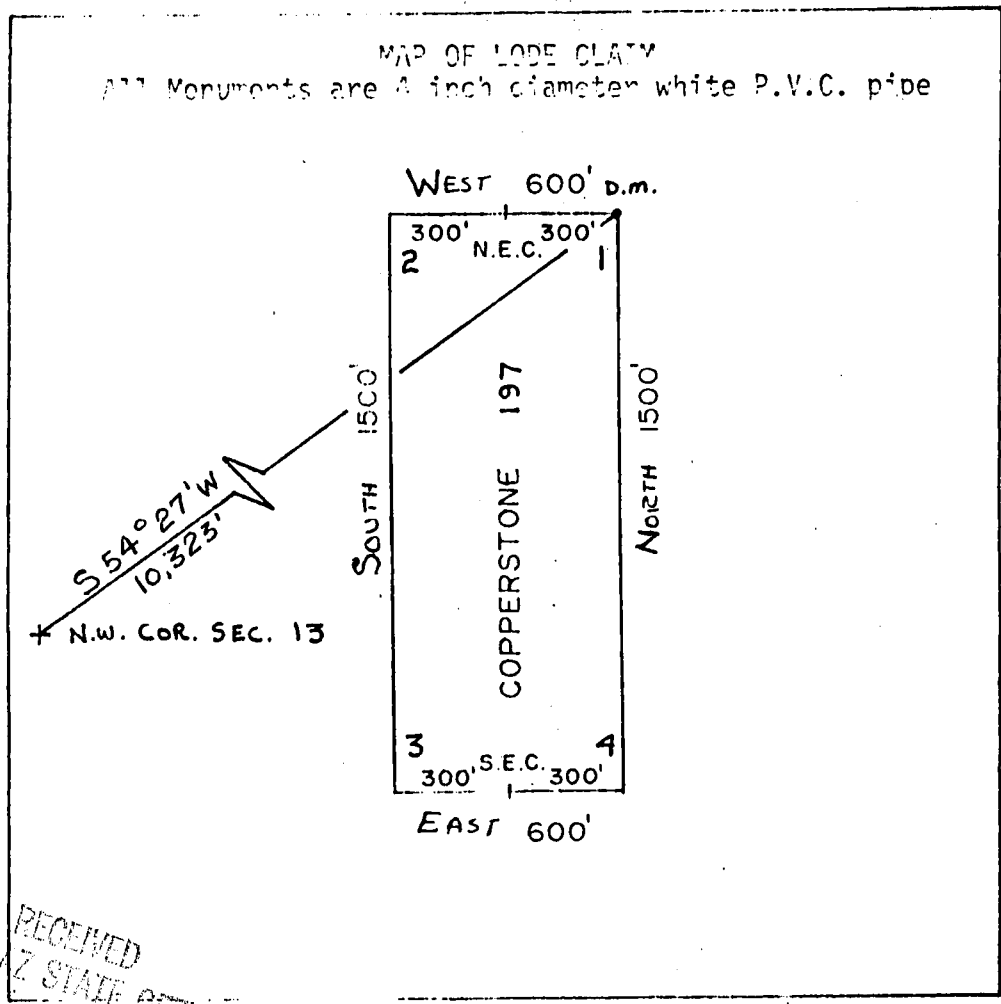 MAP OF LODE CLAIM
All Monuments are 4 inch diameter white P.V.C. pipe
WEST 600' D.M.
300' 300'
N.E.C.
2 1
1500'
SOUTH
COPPERSTONE 197
NORTH 1500'
S 54° 27' W
10,323'
N.W. COR. SEC. 13
3 4
300' S.E.C. 300'
EAST 600'
RECEIVED
AZ STATE